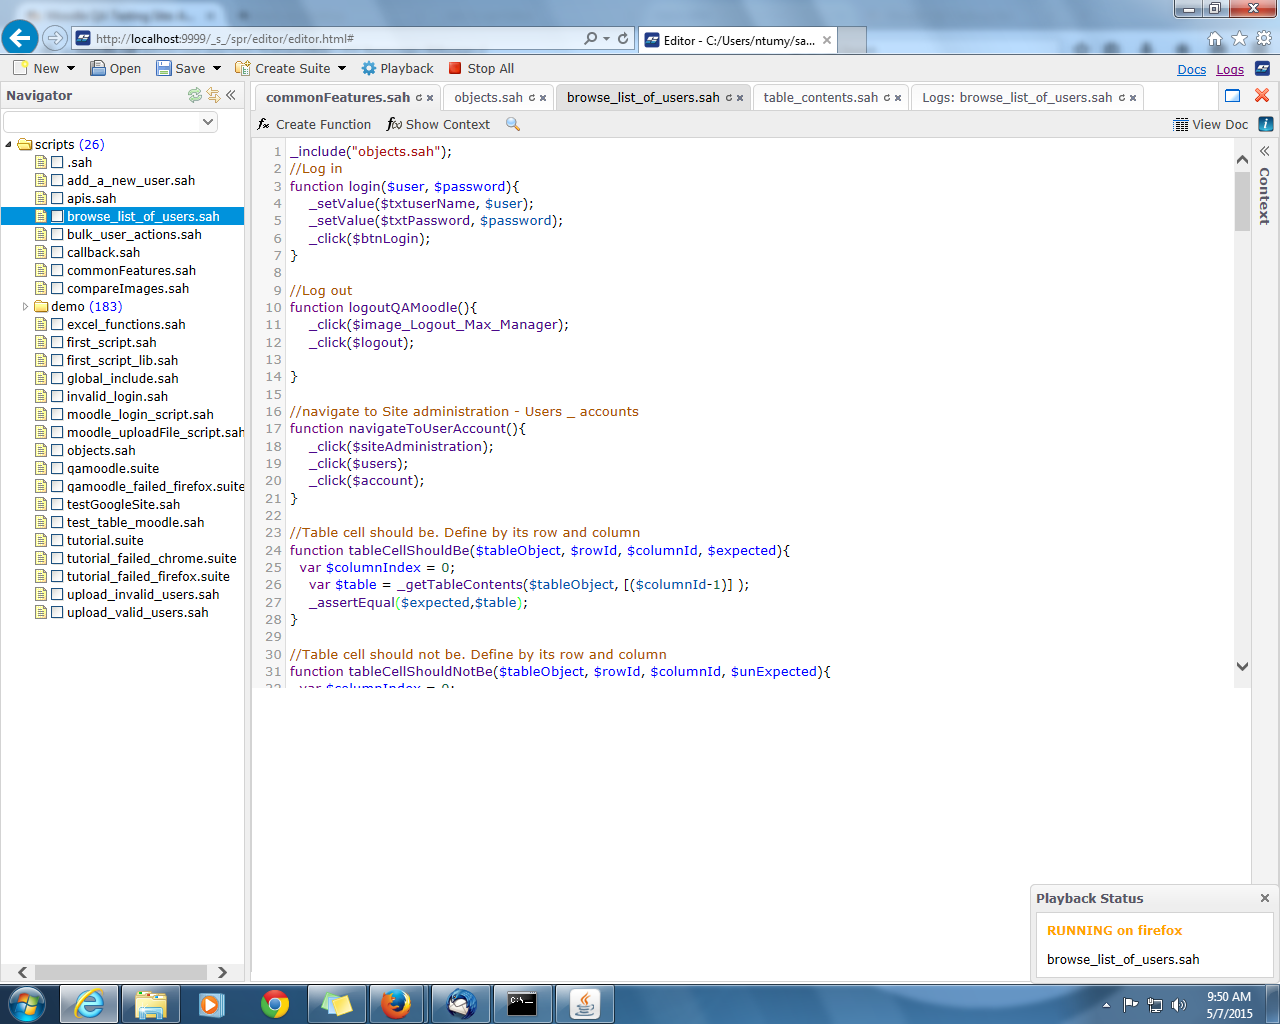 http://localhost:9999/_s_/spr/editor/editor.html#
Editor - C:/Users/ntumy/sa...
New
Open
Save
Create Suite
Playback
Stop All
Docs
Logs
Navigator
commonFeatures.sah
objects.sah
browse_list_of_users.sah
table_contents.sah
Logs: browse_list_of_users.sah
Create Function
Show Context
View Doc
scripts (26)
.sah
add_a_new_user.sah
apis.sah
browse_list_of_users.sah
bulk_user_actions.sah
callback.sah
commonFeatures.sah
compareImages.sah
demo (183)
excel_functions.sah
first_script.sah
first_script_lib.sah
global_include.sah
invalid_login.sah
moodle_login_script.sah
moodle_uploadFile_script.sah
objects.sah
qamoodle.suite
qamoodle_failed_firefox.suite
testGoogleSite.sah
test_table_moodle.sah
tutorial.suite
tutorial_failed_chrome.suite
tutorial_failed_firefox.suite
upload_invalid_users.sah
upload_valid_users.sah
1 _include("objects.sah");
2 //Log in
3 function login($user, $password){
4 _setValue($txtuserName, $user);
5 _setValue($txtPassword, $password);
6 _click($btnLogin);
7 }
8
9 //Log out
10 function logoutQAMoodle(){
11 _click($image_Logout_Max_Manager);
12 _click($logout);
13
14 }
15
16 //navigate to Site administration - Users _ accounts
17 function navigateToUserAccount(){
18 _click($siteAdministration);
19 _click($users);
20 _click($account);
21 }
22
23 //Table cell should be. Define by its row and column
24 function tableCellShouldBe($tableObject, $rowId, $columnId, $expected){
25 var $columnIndex = 0;
26 var $table = _getTableContents($tableObject, [($columnId-1)] );
27 _assertEqual($expected,$table);
28 }
29
30 //Table cell should not be. Define by its row and column
31 function tableCellShouldNotBe($tableObject, $rowId, $columnId, $unExpected){
32 var $columnIndex = 0;
Context
Playback Status
RUNNING on firefox
browse_list_of_users.sah
9:50 AM
5/7/2015